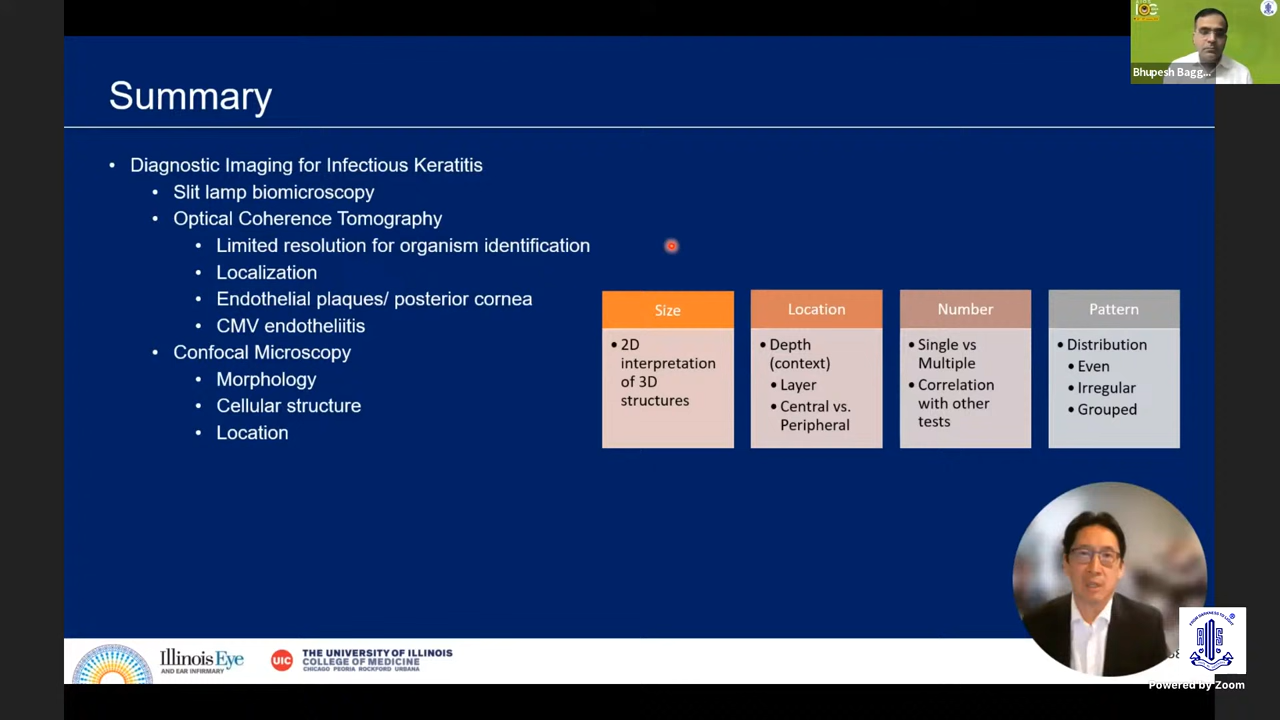 Summary
• Diagnostic Imaging for Infectious Keratitis
• Slit lamp biomicroscopy
• Optical Coherence Tomography
• Limited resolution for organism identification
• Localization
• Endothelial plaques/ posterior cornea
• CMV endotheliitis
• Confocal Microscopy
• Morphology
• Cellular structure
• Location
Size
• 2D
interpretation
of 3D
structures
Location
• Depth
(context)
• Layer
• Central vs.
Peripheral
Number
• Single vs
Multiple
• Correlation
with other
tests
Pattern
• Distribution
• Even
• Irregular
• Grouped
Bhupesh Bagg...
Illinois Eye
AND EAR INFIRMARY
UIC
THE UNIVERSITY OF ILLINOIS
COLLEGE OF MEDICINE
CHICAGO PEORIA ROCKFORD URBANA
Powered by Zoom